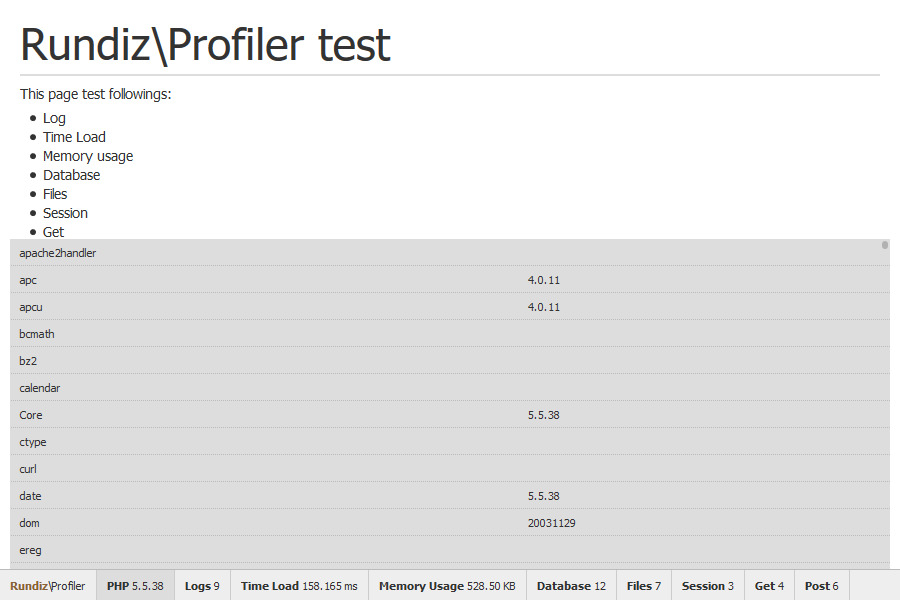 Rundiz\Profiler test
This page test followings:
Log
Time Load
Memory usage
Database
Files
Session
Get
apache2handler
apc 4.0.11
apcu 4.0.11
bcmath
bz2
calendar
Core 5.5.38
ctype
curl
date 5.5.38
dom 20031129
ereg
Rundiz\Profiler PHP 5.5.38 Logs 9 Time Load 158.165 ms Memory Usage 528.50 KB Database 12 Files 7 Session 3 Get 4 Post 6